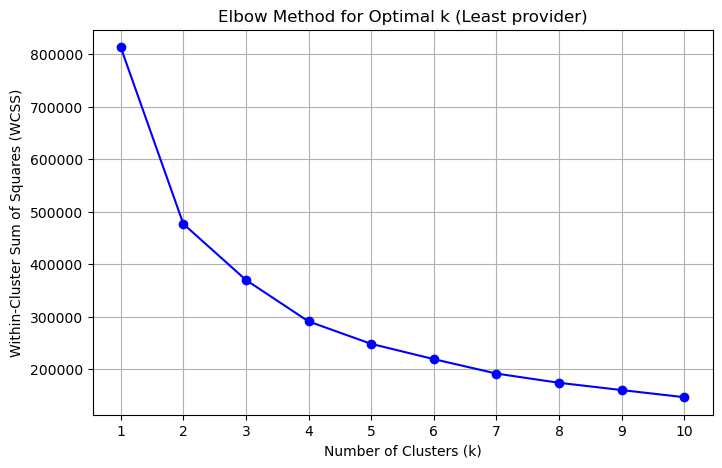 Elbow Method for Optimal k (Least provider)
Within-Cluster Sum of Squares (WCSS)
800000
700000
600000
500000
400000
300000
200000
1 2 3 4 5 6 7 8 9 10
Number of Clusters (k)